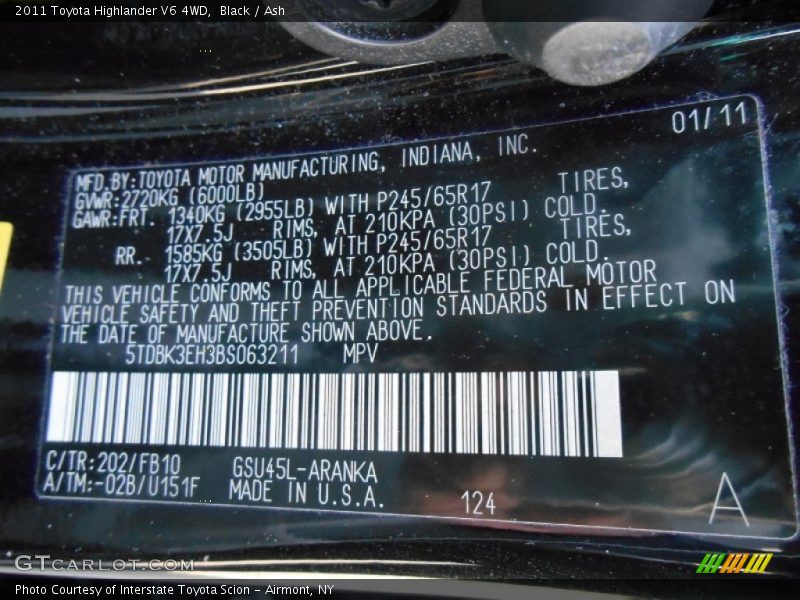 2011 Toyota Highlander V6 4WD,  Black / Ash
01/11
MFD.BY:TOYOTA MOTOR MANUFACTURING, INDIANA, INC.
GVWR:2720KG (6000LB)
GAWR:FRT. 1340KG (2955LB) WITH P245/65R17 TIRES,
17X7.5J RIMS, AT 210KPA (30PSI) COLD.
RR. 1585KG (3505LB) WITH P245/65R17 TIRES,
17X7.5J RIMS, AT 210KPA (30PSI) COLD.
THIS VEHICLE CONFORMS TO ALL APPLICABLE FEDERAL MOTOR
VEHICLE SAFETY AND THEFT PREVENTION STANDARDS IN EFFECT ON
THE DATE OF MANUFACTURE SHOWN ABOVE.
5TDBK3EH3BS063211 MPV
C/TR:202/FB10 GSU45L-ARANKA
A/TM:-02B/U151F MADE IN U.S.A. 124 A
GTCARLOT.COM
Photo Courtesy of Interstate Toyota Scion - Airmont, NY